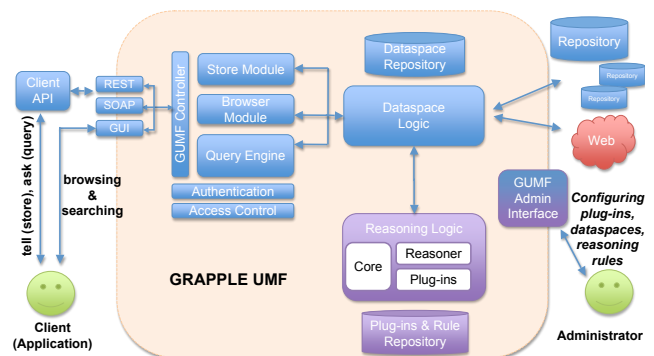 Client
API
tell (store), ask (query)
browsing
&
searching
Client
(Application)
REST
SOAP
GUI
GUMF Controller
Store Module
Browser
Module
Query Engine
Authentication
Access Control
GRAPPLE UMF
Dataspace
Repository
Dataspace
Logic
Reasoning Logic
Core
Reasoner
Plug-ins
Plug-ins & Rule
Repository
Repository
Repository
Repository
Web
GUMF
Admin
Interface
Configuring
plug-ins,
dataspaces,
reasoning
rules
Administrator